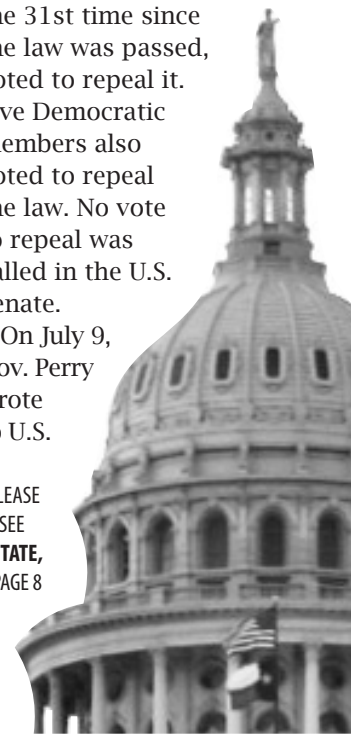 he 31st time since
he law was passed,
oted to repeal it.
ve Democratic
embers also
oted to repeal
he law. No vote
o repeal was
alled in the U.S.
enate.
On July 9,
ov. Perry
rote
o U.S.
LEASE
SEE
TATE,
PAGE 8